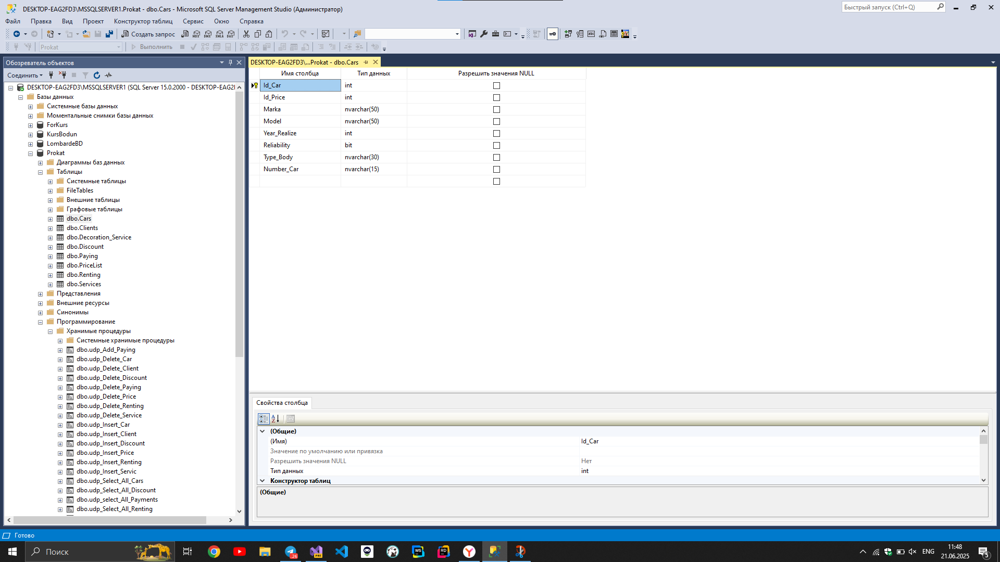 DESKTOP-EAG2FD3\MSSQLSERVER1.Prokat - dbo.Cars - Microsoft SQL Server Management Studio (Администратор)
Быстрый запуск (Ctrl+Q)
Файл Правка Вид Проект Конструктор таблиц Сервис Окно Справка
Создать запрос
Prokat
Выполнить
Обозреватель объектов
Соединить
DESKTOP-EAG2FD3\MSSQLSERVER1 (SQL Server 15.0.2000 - DESKTOP-EAG2
Базы данных
Системные базы данных
Моментальные снимки базы данных
ForKurs
KursBodun
LombardeBD
Prokat
Диаграммы баз данных
Таблицы
Системные таблицы
FileTables
Внешние таблицы
Графовые таблицы
dbo.Cars
dbo.Clients
dbo.Decoration_Service
dbo.Discount
dbo.Paying
dbo.PriceList
dbo.Renting
dbo.Services
Представления
Внешние ресурсы
Синонимы
Программирование
Хранимые процедуры
Системные хранимые процедуры
dbo.udp_Add_Paying
dbo.udp_Delete_Car
dbo.udp_Delete_Client
dbo.udp_Delete_Discount
dbo.udp_Delete_Paying
dbo.udp_Delete_Price
dbo.udp_Delete_Renting
dbo.udp_Delete_Service
dbo.udp_Insert_Car
dbo.udp_Insert_Client
dbo.udp_Insert_Discount
dbo.udp_Insert_Price
dbo.udp_Insert_Renting
dbo.udp_Insert_Servic
dbo.udp_Select_All_Cars
dbo.udp_Select_All_Discount
dbo.udp_select_All_Payments
dbo.udp_Select_All_Renting
DESKTOP-EAG2FD3\...Prokat - dbo.Cars
Имя столбца Тип данных Разрешить значения NULL
Id_Car int
Id_Price int
Marka nvarchar(50)
Model nvarchar(50)
Year_Realize int
Reliability bit
Type_Body nvarchar(30)
Number_Car nvarchar(15)
Свойства столбца
(Общие)
(Имя) Id_Car
Значение по умолчанию или привязка
Разрешить значения NULL Нет
Тип данных int
Конструктор таблиц
(Общие)
Готово
Поиск
ENG
11:48
21.06.2025